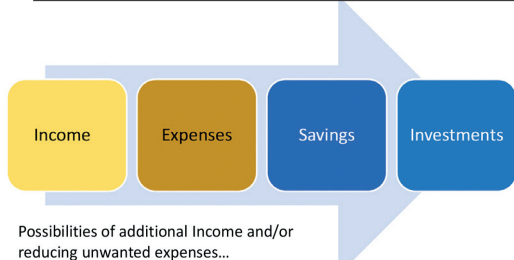 Income
Expenses
Savings
Investments
Possibilities of additional Income and/or
reducing unwanted expenses...